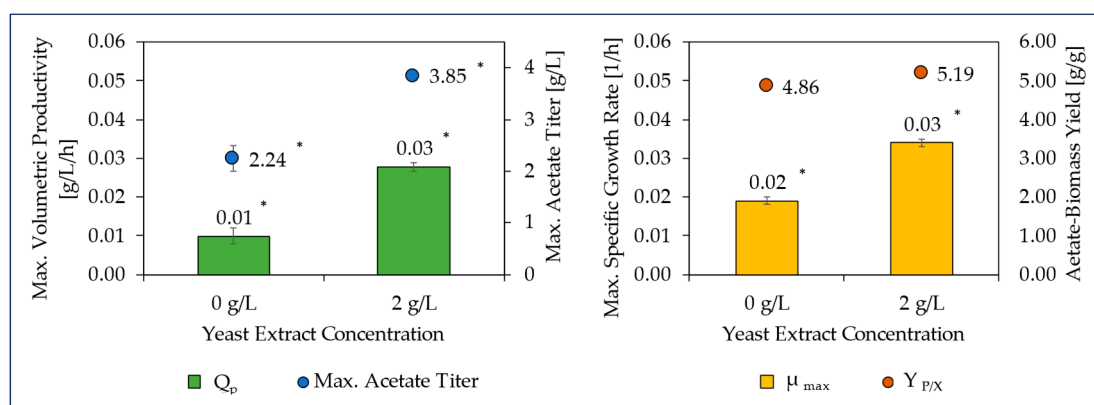 Max. Volumetric Productivity
[g/L/h]
0.06
0.05
0.04
0.03
0.02
0.01
0.00
2.24 *
3.85 *
0.01 *
0.03 *
4
3
2
1
0
Max. Acetate Titer [g/L]
0 g/L
2 g/L
Yeast Extract Concentration
Qp
Max. Acetate Titer
Max. Specific Growth Rate [1/h]
0.06
0.05
0.04
0.03
0.02
0.01
0.00
4.86
5.19
0.02 *
0.03 *
6.00
5.00
4.00
3.00
2.00
1.00
0.00
Aetate-Biomass Yield [g/g]
0 g/L
2 g/L
Yeast Extract Concentration
μ max
Y P/X